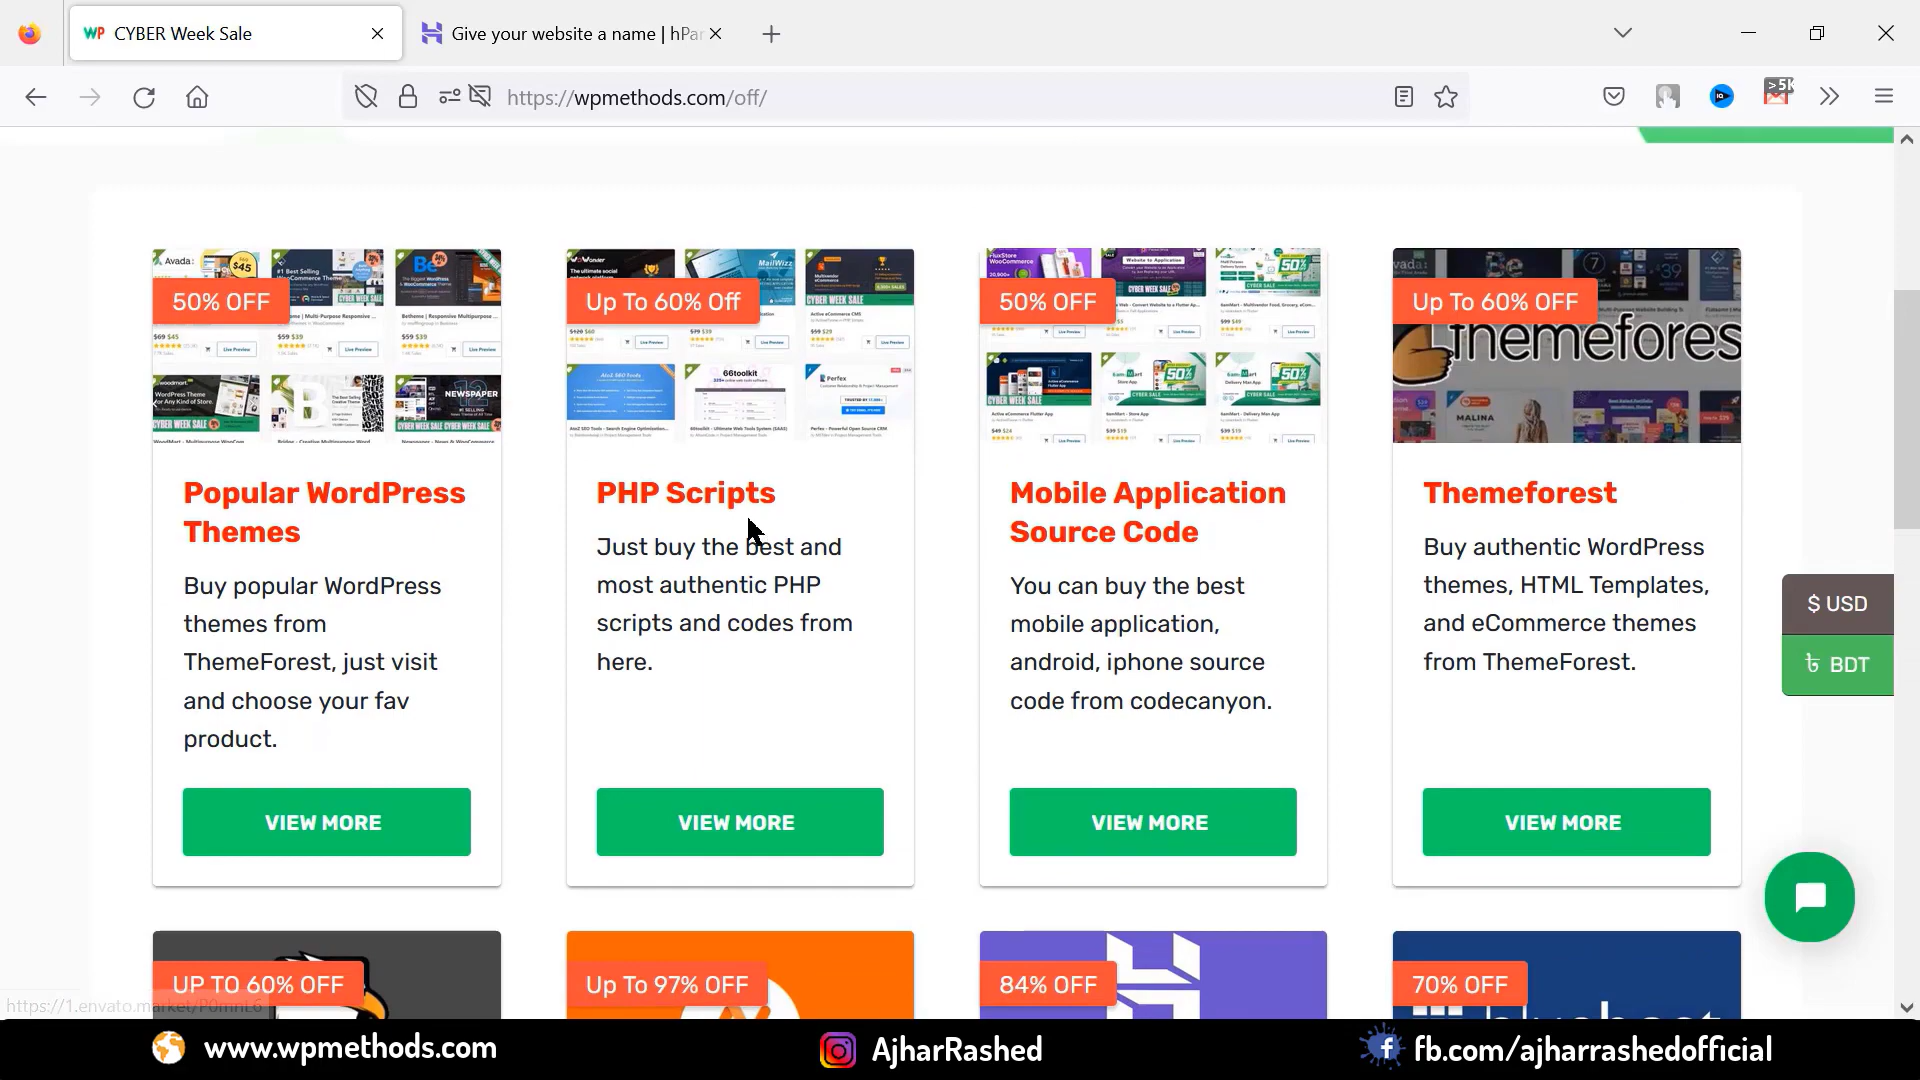 CYBER Week Sale
Give your website a name | hPar
https://wpmethods.com/off/
>5K
50% OFF
Up To 60% Off
50% OFF
Up To 60% OFF
themefores
Popular WordPress
Themes
Buy popular WordPress
themes from
ThemeForest, just visit
and choose your fav
product.
VIEW MORE
PHP Scripts
Just buy the best and
most authentic PHP
scripts and codes from
here.
VIEW MORE
Mobile Application
Source Code
You can buy the best
mobile application,
android, iphone source
code from codecanyon.
VIEW MORE
Themeforest
Buy authentic WordPress
themes, HTML Templates,
and eCommerce themes
from ThemeForest.
VIEW MORE
$ USD
৳ BDT
UP TO 60% OFF
Up To 97% OFF
84% OFF
70% OFF
https://1.envato.market/P0mnL6
www.wpmethods.com
AjharRashed
fb.com/ajharrashedofficial